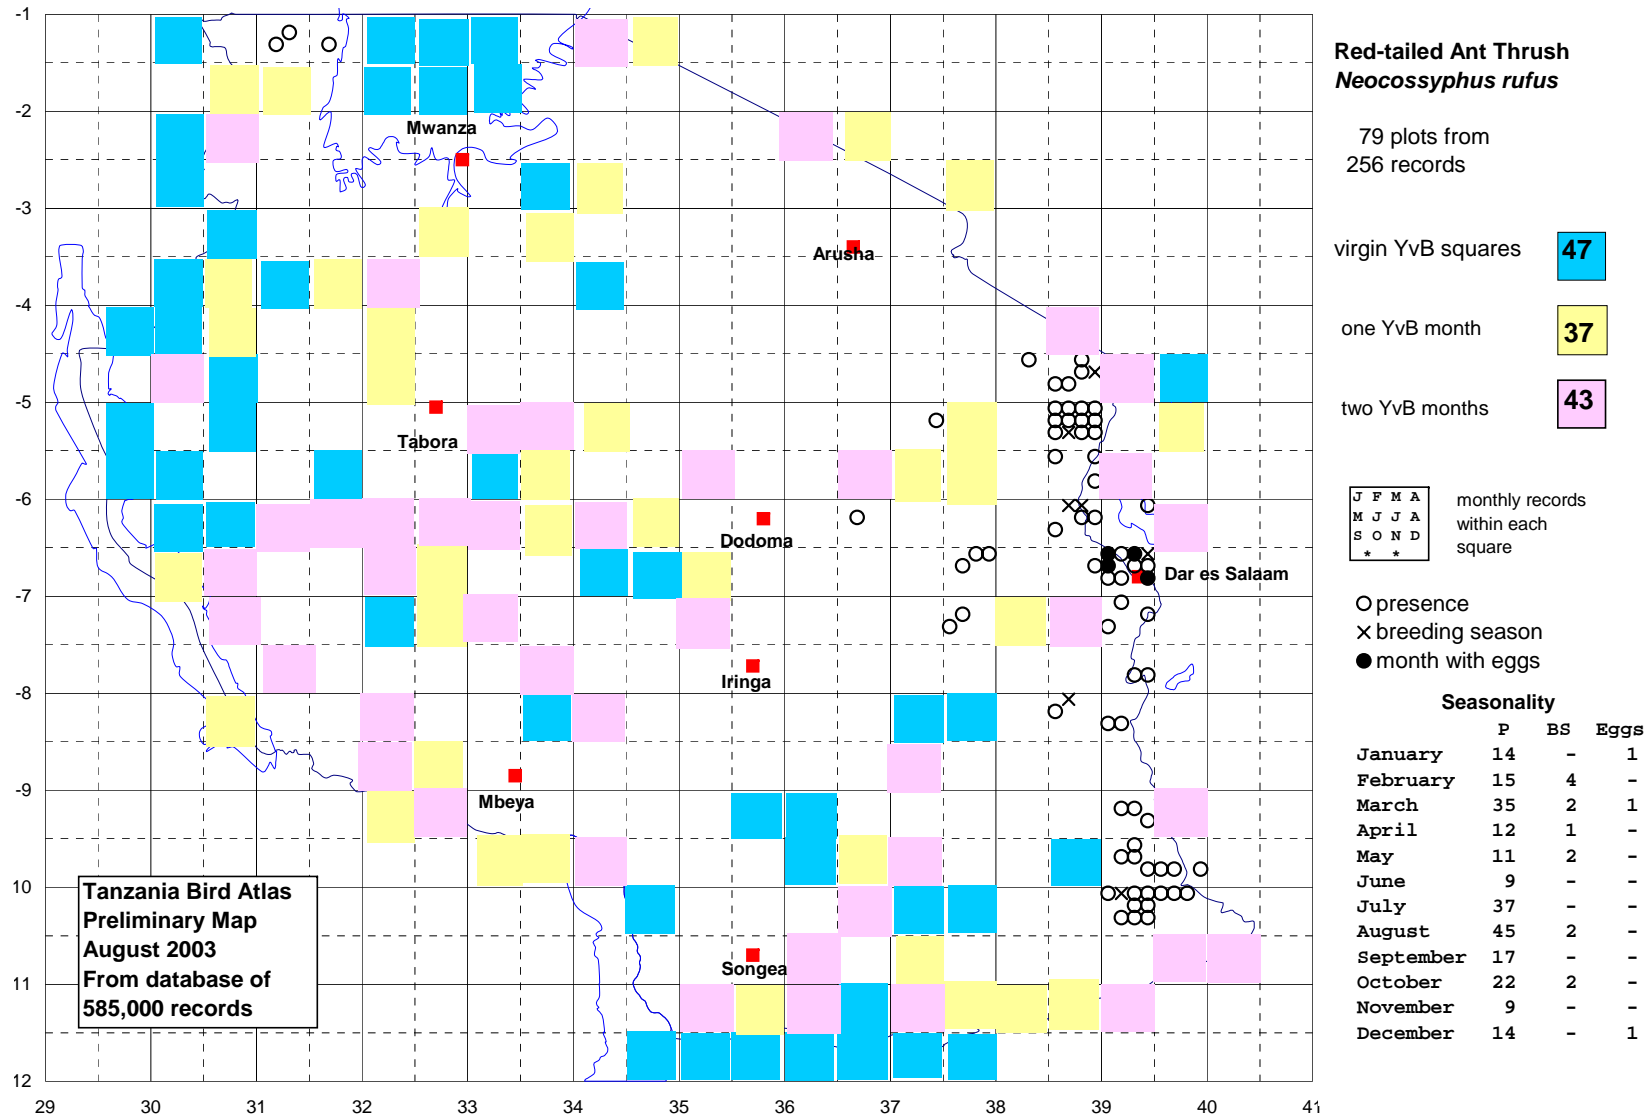 -1
-2
-3
-4
-5
-6
-7
-8
-9
10
11
12
29 30 31 32 33 34 35 36 37 38 39 40 41
Mwanza
Arusha
Tabora
Dodoma
Dar es Salaam
Iringa
Mbeya
Songea
Tanzania Bird Atlas
Preliminary Map
August 2003
From database of
585,000 records
Red-tailed Ant Thrush
Neocossyphus rufus
79 plots from
256 records
virgin YvB squares 47
one YvB month 37
two YvB months 43
J F M A
M J J A
S O N D
* *
monthly records
within each
square
presence
breeding season
month with eggs
Seasonality
P BS Eggs
January 14 - 1
February 15 4 -
March 35 2 1
April 12 1 -
May 11 2 -
June 9 - -
July 37 - -
August 45 2 -
September 17 - -
October 22 2 -
November 9 - -
December 14 - 1